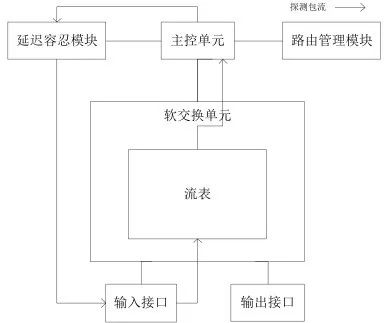 探测包流
延迟容忍模块
主控单元
路由管理模块
软交换单元
流表
输入接口
输出接口